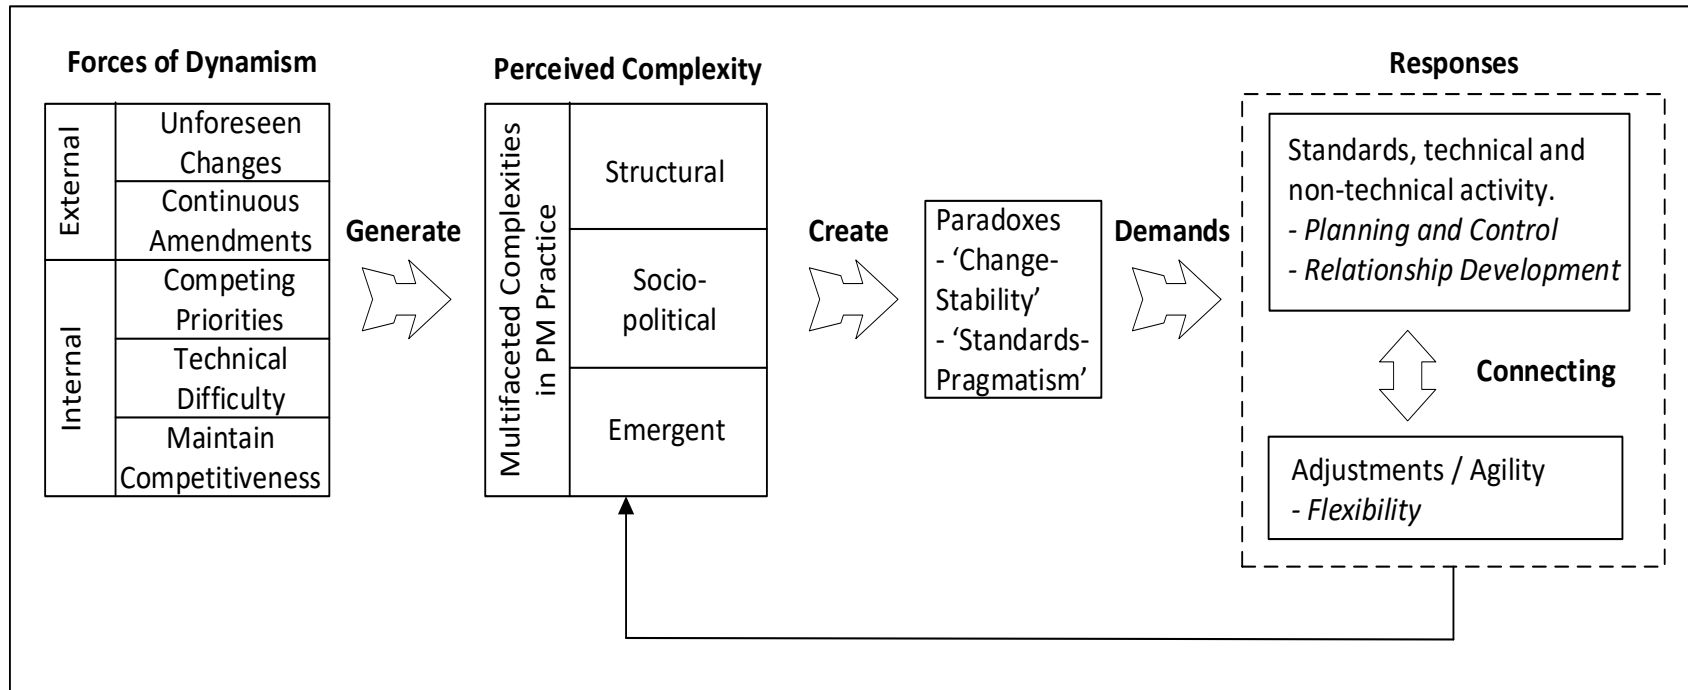 Forces of Dynamism
External
Unforeseen
Changes
Continuous
Amendments
Internal
Competing
Priorities
Technical
Difficulty
Maintain
Competitiveness
Generate
Perceived Complexity
Multifaceted Complexities
in PM Practice
Structural
Socio-
political
Emergent
Create
Paradoxes
- ‘Change-
Stability’
- ‘Standards-
Pragmatism’
Demands
Responses
Standards, technical and
non-technical activity.
- Planning and Control
- Relationship Development
Connecting
Adjustments / Agility
- Flexibility